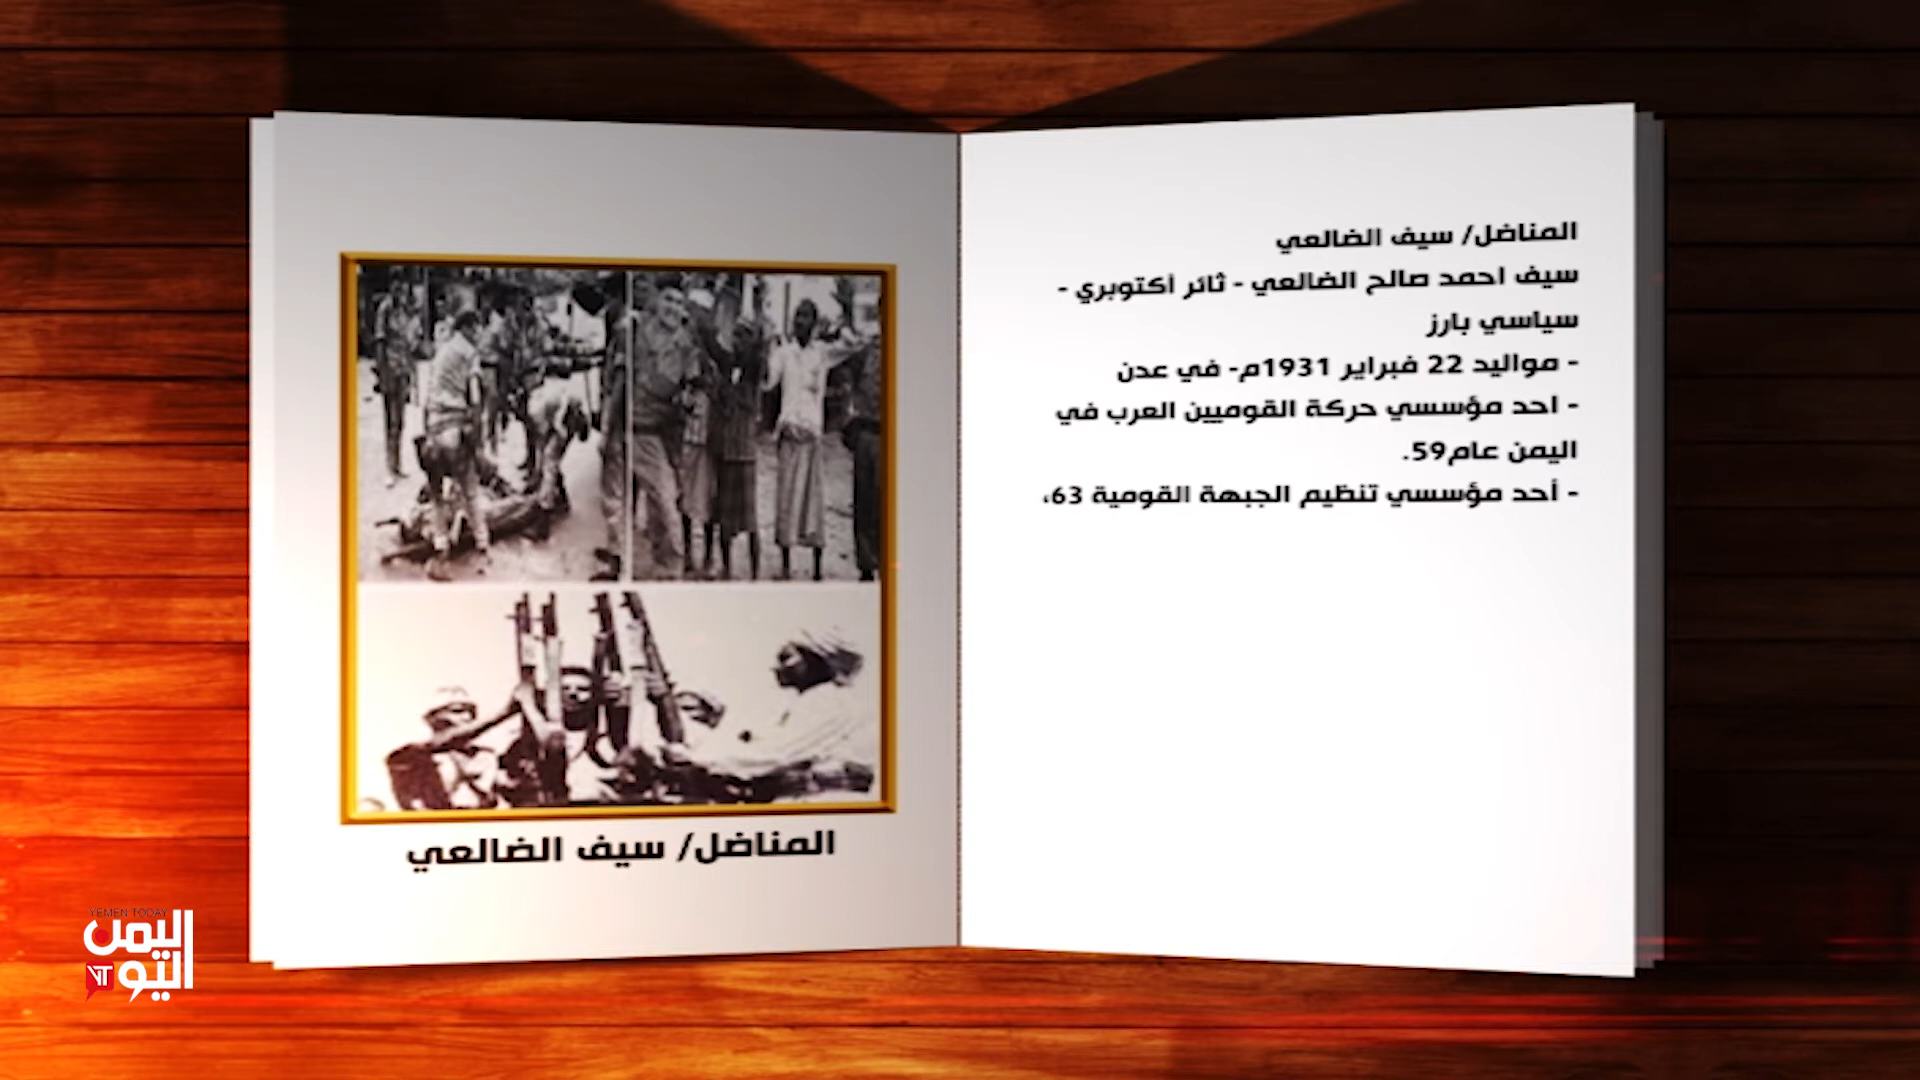 المناضل/ سيف الضالعي
سيف احمد صالح الضالعي - ثائر أكتوبري -
سياسي بارز
- مواليد 22 فبراير 1931م- في عدن
- احد مؤسسي حركة القوميين العرب في
اليمن عام59.
- أحد مؤسسي تنظيم الجبهة القومية 63،
المناضل/ سيف الضالعي
YEMEN TODAY
اليمن
اليوم
YT